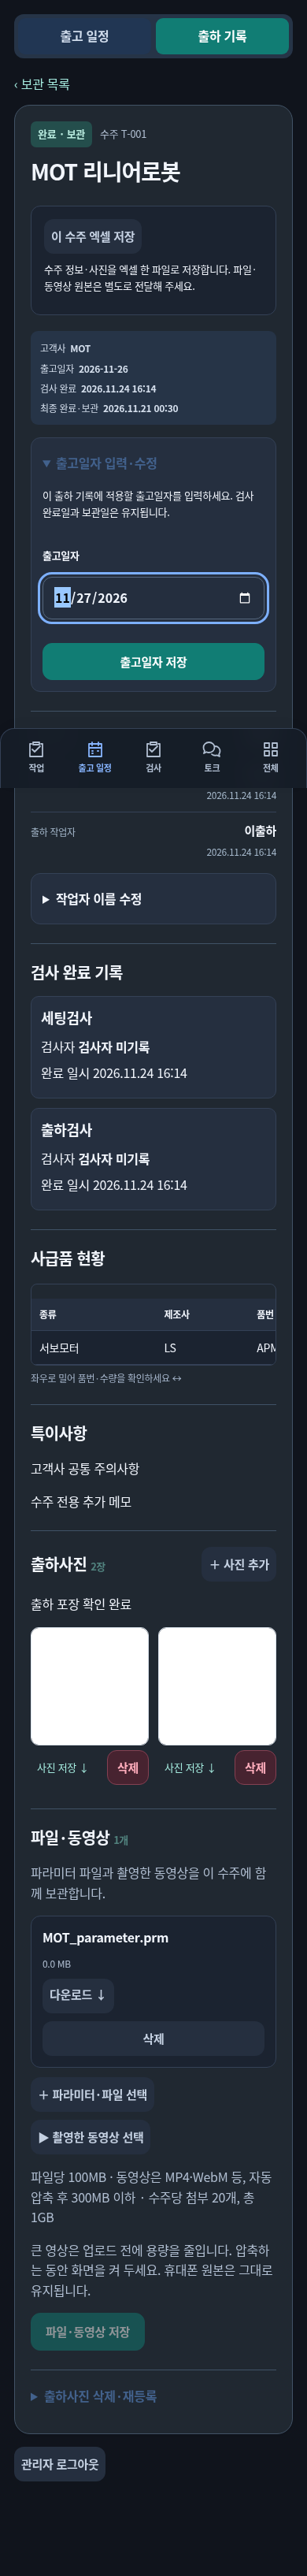 출고 일정
출하 기록
‹ 보관 목록
완료 · 보관
수주 T-001
MOT 리니어로봇
이 수주 엑셀 저장
수주 정보·사진을 엑셀 한 파일로 저장합니다. 파일·
동영상 원본은 별도로 전달해 주세요.
고객사 MOT
출고일자 2026-11-26
검사 완료 2026.11.24 16:14
최종 완료·보관 2026.11.21 00:30
▼ 출고일자 입력·수정
이 출하 기록에 적용할 출고일자를 입력하세요. 검사
완료일과 보관일은 유지됩니다.
출고일자
11/27/2026
출고일자 저장
작업
출고 일정
검사
토크
전체
2026.11.24 16:14
출하 작업자
이출하
2026.11.24 16:14
▶ 작업자 이름 수정
검사 완료 기록
세팅검사
검사자 검사자 미기록
완료 일시 2026.11.24 16:14
출하검사
검사자 검사자 미기록
완료 일시 2026.11.24 16:14
사급품 현황
종류 제조사 품번
서보모터 LS APM
좌우로 밀어 품번·수량을 확인하세요 ↔
특이사항
고객사 공통 주의사항
수주 전용 추가 메모
출하사진 2장
＋ 사진 추가
출하 포장 확인 완료
사진 저장 ↓
삭제
사진 저장 ↓
삭제
파일·동영상 1개
파라미터 파일과 촬영한 동영상을 이 수주에 함
께 보관합니다.
MOT_parameter.prm
0.0 MB
다운로드 ↓
삭제
＋ 파라미터·파일 선택
▶ 촬영한 동영상 선택
파일당 100MB · 동영상은 MP4·WebM 등, 자동
압축 후 300MB 이하 · 수주당 첨부 20개, 총
1GB
큰 영상은 업로드 전에 용량을 줄입니다. 압축하
는 동안 화면을 켜 두세요. 휴대폰 원본은 그대로
유지됩니다.
파일·동영상 저장
▶ 출하사진 삭제·재등록
관리자 로그아웃